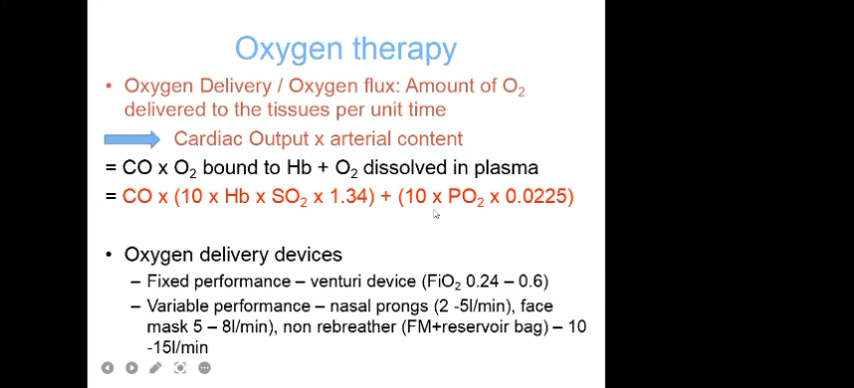 Oxygen therapy
• Oxygen Delivery / Oxygen flux: Amount of O₂
delivered to the tissues per unit time
Cardiac Output x arterial content
= CO x O₂ bound to Hb + O₂ dissolved in plasma
= CO x (10 x Hb x SO₂ x 1.34) + (10 x PO₂ x 0.0225)
• Oxygen delivery devices
– Fixed performance – venturi device (FiO₂ 0.24 – 0.6)
– Variable performance – nasal prongs (2 -5l/min), face
mask 5 – 8l/min), non rebreather (FM+reservoir bag) – 10
-15l/min